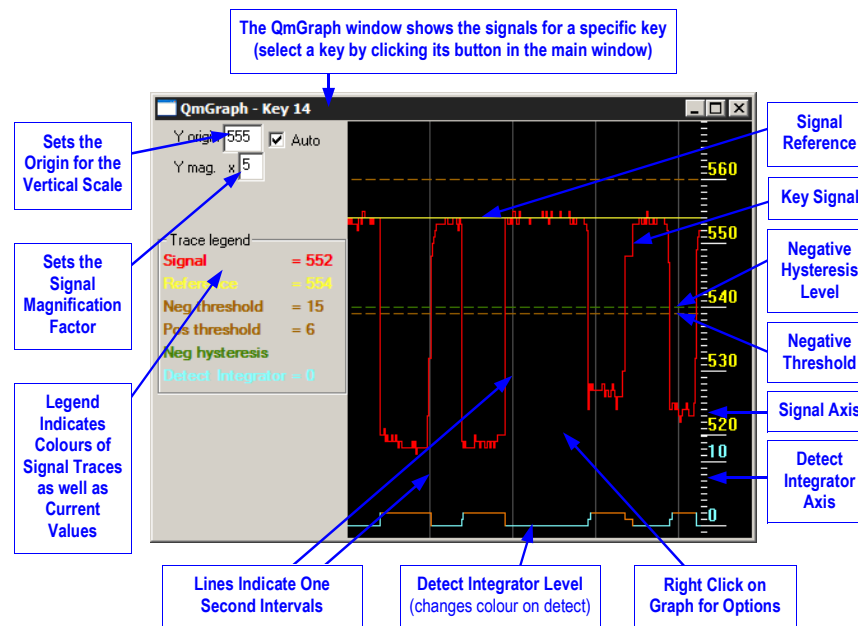 The QmGraph window shows the signals for a specific key
(select a key by clicking its button in the main window)
QmGraph - Key 14
Y origin 555 Auto
Y mag. x 5
Trace legend
Signal = 552
Reference = 554
Neg threshold = 15
Pos threshold = 6
Neg hysteresis
Detect Integrator = 0
560
550
540
530
520
10
0
Sets the
Origin for the
Vertical Scale
Sets the
Signal
Magnification
Factor
Legend
Indicates
Colours of
Signal Traces
as well as
Current
Values
Signal
Reference
Key Signal
Negative
Hysteresis
Level
Negative
Threshold
Signal Axis
Detect
Integrator
Axis
Lines Indicate One
Second Intervals
Detect Integrator Level
(changes colour on detect)
Right Click on
Graph for Options